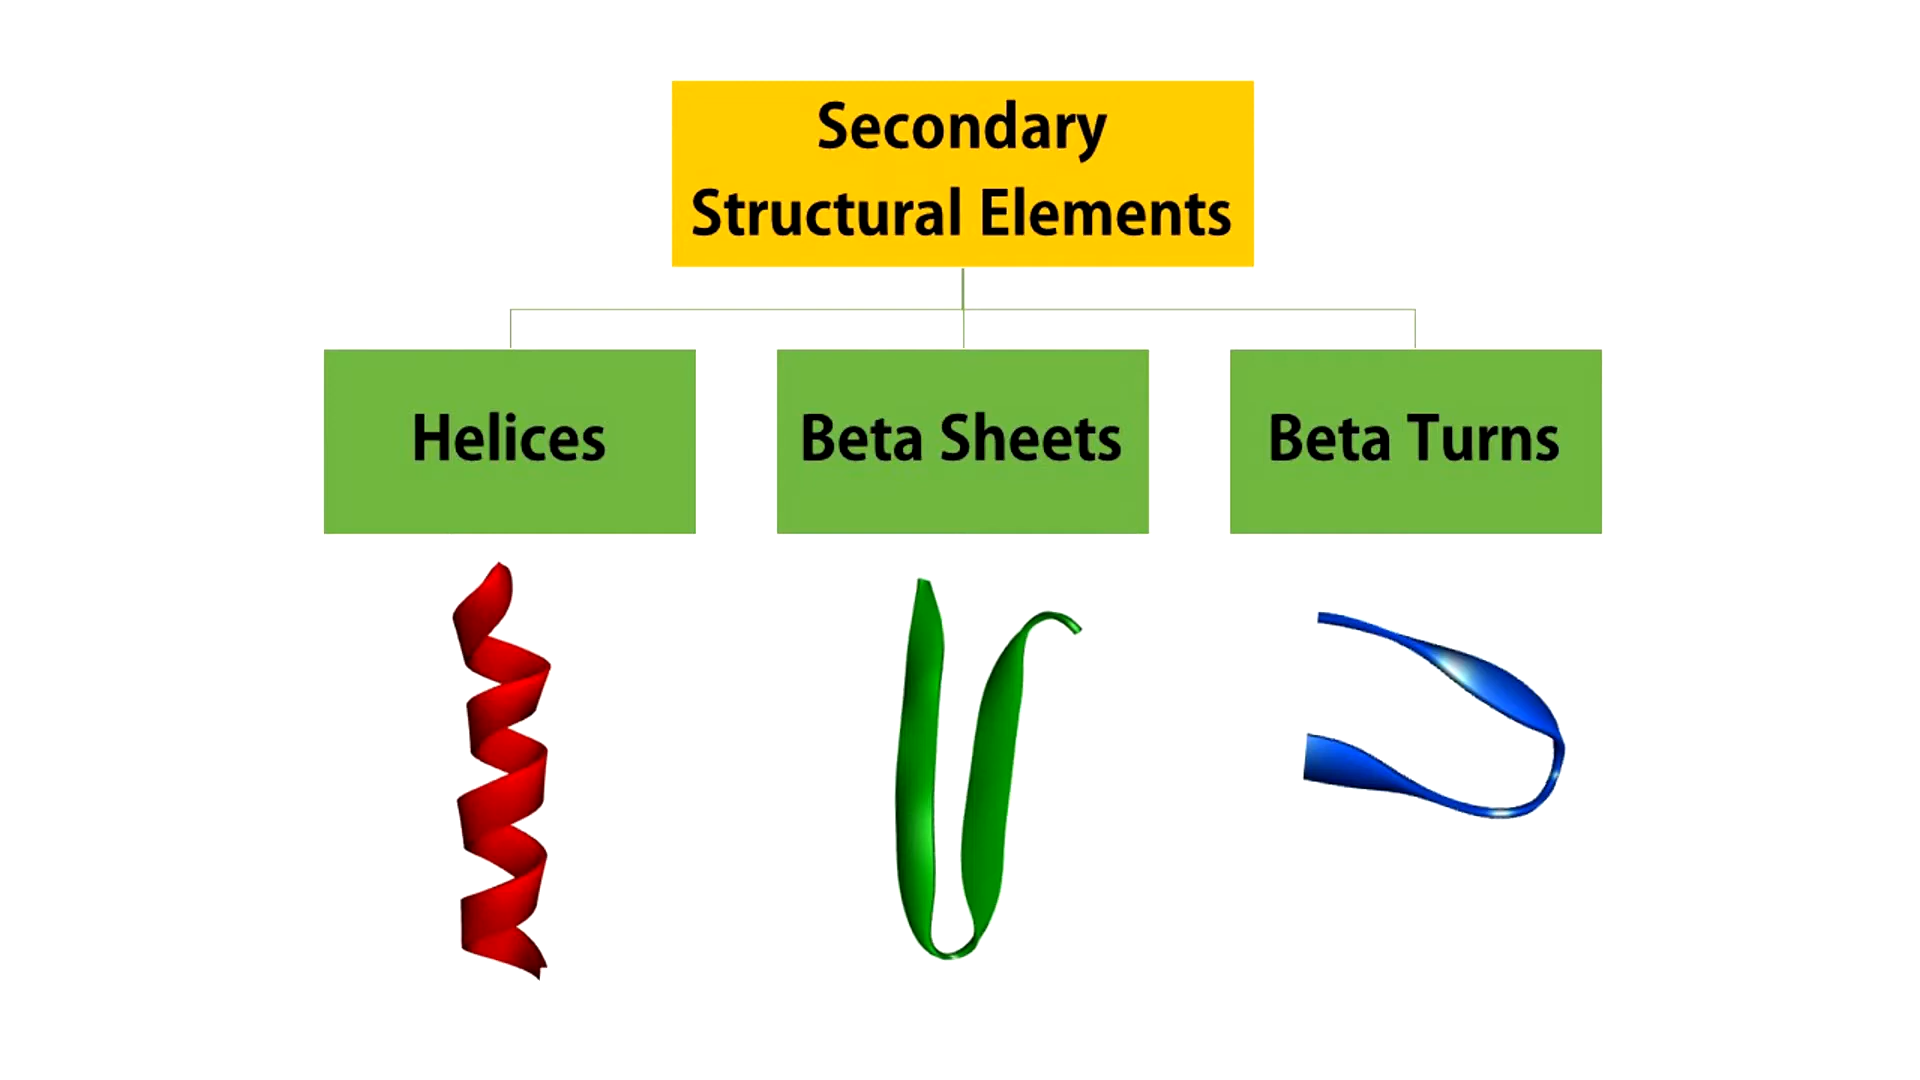 Secondary
Structural Elements
Helices
Beta Sheets
Beta Turns